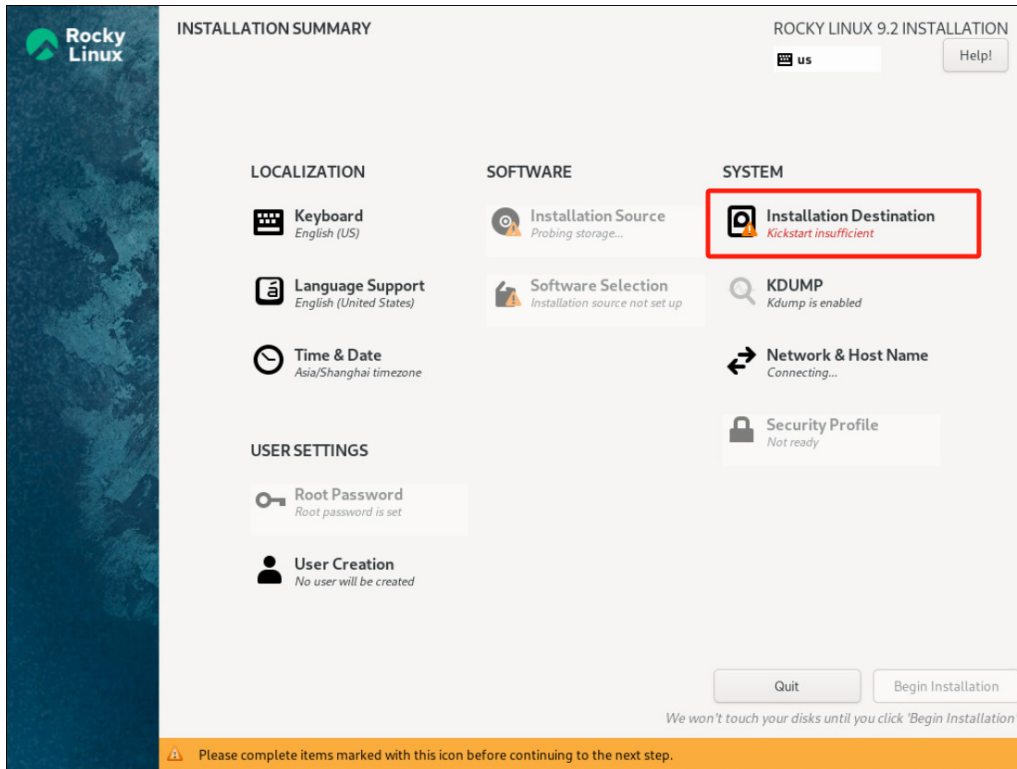 Rocky
Linux
INSTALLATION SUMMARY
ROCKY LINUX 9.2 INSTALLATION
us
Help!
LOCALIZATION
Keyboard
English (US)
Language Support
English (United States)
Time & Date
Asia/Shanghai timezone
USER SETTINGS
Root Password
Root password is set
User Creation
No user will be created
SOFTWARE
Installation Source
Probing storage...
Software Selection
Installation source not set up
SYSTEM
Installation Destination
Kickstart insufficient
KDUMP
Kdump is enabled
Network & Host Name
Connecting...
Security Profile
Not ready
Quit
Begin Installation
We won't touch your disks until you click 'Begin Installation'
Please complete items marked with this icon before continuing to the next step.